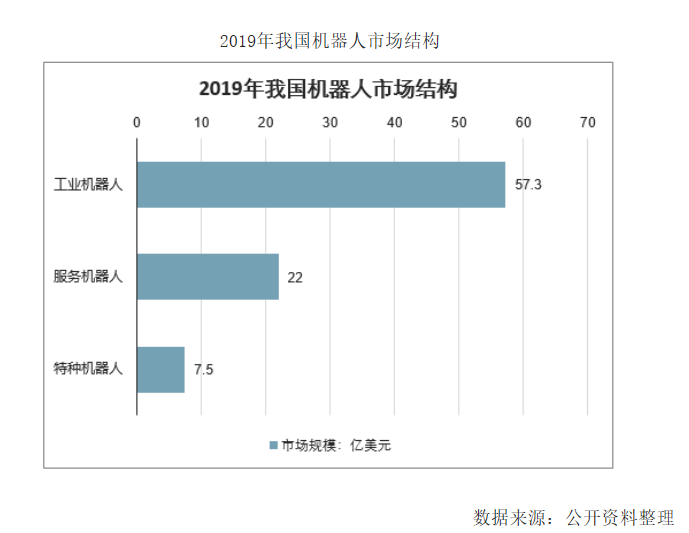 2019年我国机器人市场结构
2019年我国机器人市场结构
0 10 20 30 40 50 60 70
工业机器人 57.3
服务机器人 22
特种机器人 7.5
市场规模：亿美元
数据来源：公开资料整理